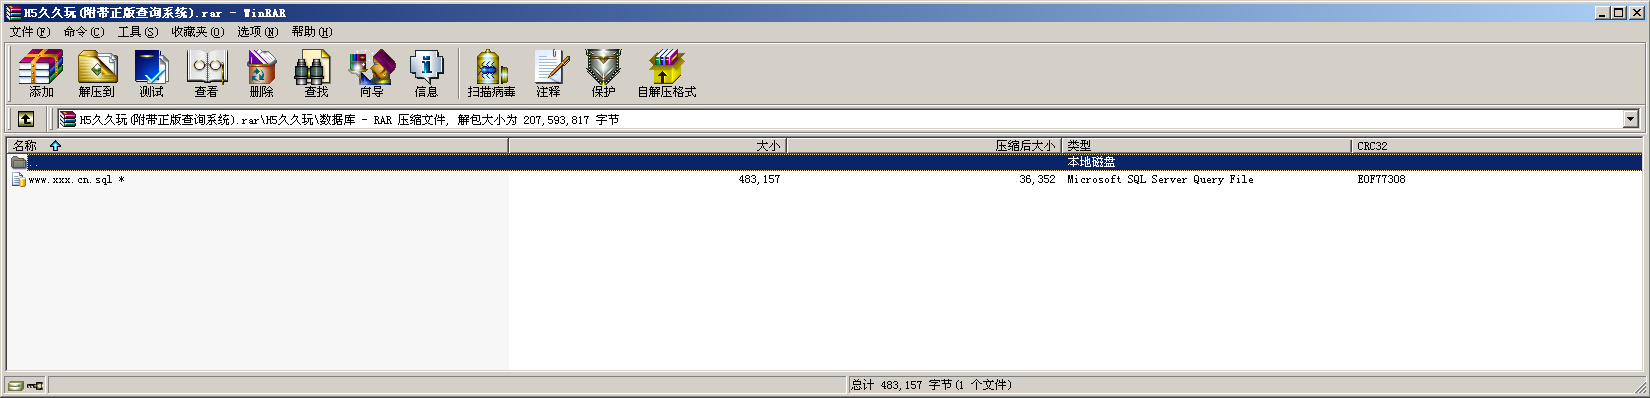 H5久久玩(附带正版查询系统).rar - WinRAR
文件(F) 命令(C) 工具(S) 收藏夹(O) 选项(N) 帮助(H)
添加 解压到 测试 查看 删除 查找 向导 信息 扫描病毒 注释 保护 自解压格式
H5久久玩(附带正版查询系统).rar\H5久久玩\数据库 - RAR 压缩文件, 解包大小为 207,593,817 字节
名称 大小 压缩后大小 类型 CRC32
.. 本地磁盘
www.xxx.cn.sql * 483,157 36,352 Microsoft SQL Server Query File E0F77308
总计 483,157 字节(1 个文件)